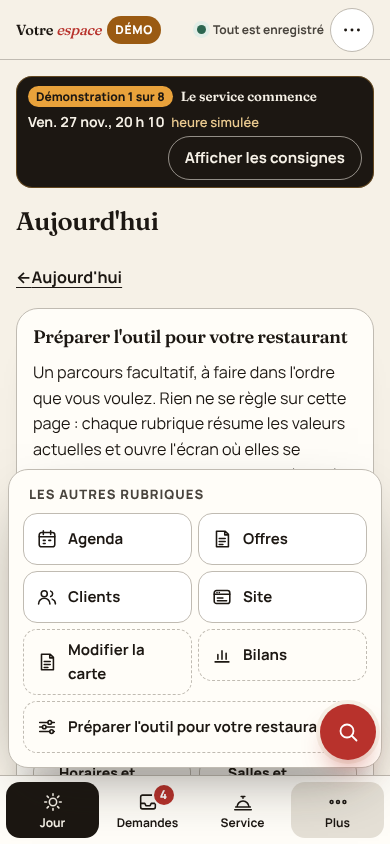 Votre espace DÉMO
Tout est enregistré
Démonstration 1 sur 8 Le service commence
Ven. 27 nov., 20 h 10 heure simulée
Afficher les consignes
Aujourd'hui
←Aujourd'hui
Préparer l'outil pour votre restaurant
Un parcours facultatif, à faire dans l'ordre
que vous voulez. Rien ne se règle sur cette
page : chaque rubrique résume les valeurs
actuelles et ouvre l'écran où elles se
LES AUTRES RUBRIQUES
Agenda
Offres
Clients
Site
Modifier la
carte
Bilans
Préparer l'outil pour votre restaura
Horaires et
Salles et
Jour
Demandes 4
Service
Plus